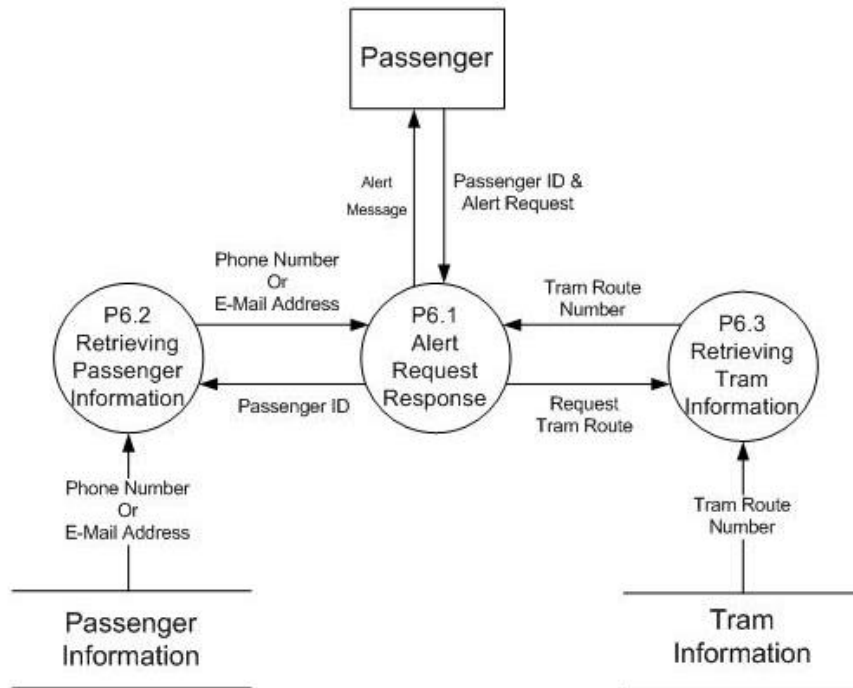 Passenger
Alert
Message
Passenger ID &
Alert Request
Phone Number
Or
E-Mail Address
Tram Route
Number
P6.2
Retrieving
Passenger
Information
P6.1
Alert
Request
Response
P6.3
Retrieving
Tram
Information
Passenger ID
Request
Tram Route
Phone Number
Or
E-Mail Address
Tram Route
Number
Passenger
Information
Tram
Information